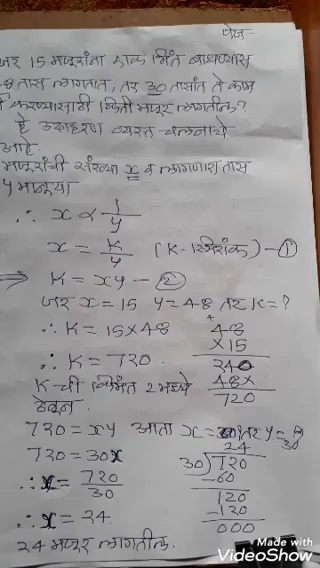 पेज-
जर 15 मजुरांना एक भिंत बांधण्यास
48 तास लागतात, तर 30 तासांत ते काम
करण्यासाठी किती मजूर लागतील?
हे उदाहरण व्यस्त चलनाचे
आहे.
मजुरांची संख्या x व लागणारा तास
y मानूया
∴ x ∝ 1/y
x = K/y (K-स्थिरांक) - ①
⇒ K = xy - ②
जर x = 15 y = 48 तर K = ?
∴ K = 15 × 48
∴ K = 720.
48
×15
240
48×
720
K-ची किंमत 2 मध्ये
ठेवून.
720 = xy आता x = ? जर y = 30
720 = 30x
∴ x = 720/30
∴ x = 24
24
30)720
-60
120
-120
000
24 मजूर लागतील.
Made with
VideoShow